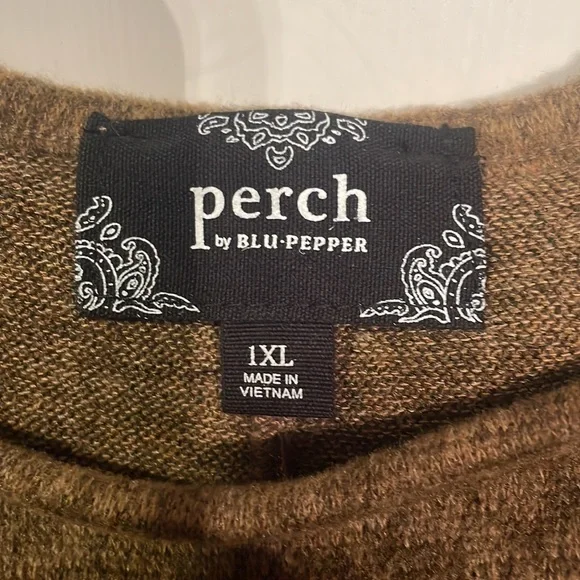 perch
by BLU·PEPPER
1XL
MADE IN
VIETNAM